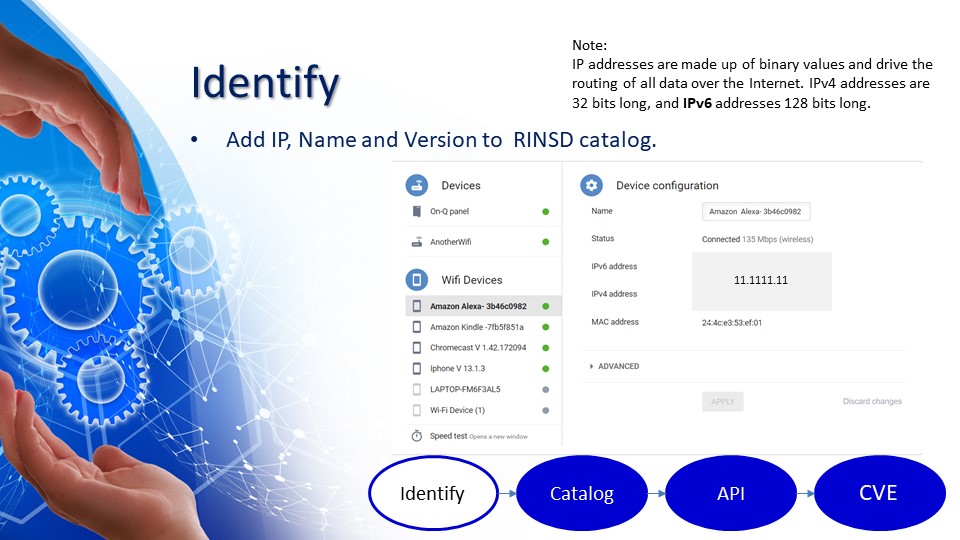 Note:
IP addresses are made up of binary values and drive the
routing of all data over the Internet. IPv4 addresses are
32 bits long, and IPv6 addresses 128 bits long.
Identify
• Add IP, Name and Version to RINSD catalog.
Devices
On-Q panel
AnotherWifi
Wifi Devices
Amazon Alexa- 3b46c0982
Amazon Kindle -7fb5f851a
Chromecast V 1.42.172094
Iphone V 13.1.3
LAPTOP-FM6F3AL5
Wi-Fi Device (1)
Speed test Opens a new window
Device configuration
Name Amazon Alexa- 3b46c0982
Status Connected 135 Mbps (wireless)
IPv6 address
11.1111.11
IPv4 address
MAC address 24:4c:e3:53:ef:01
ADVANCED
APPLY Discard changes
Identify Catalog API CVE